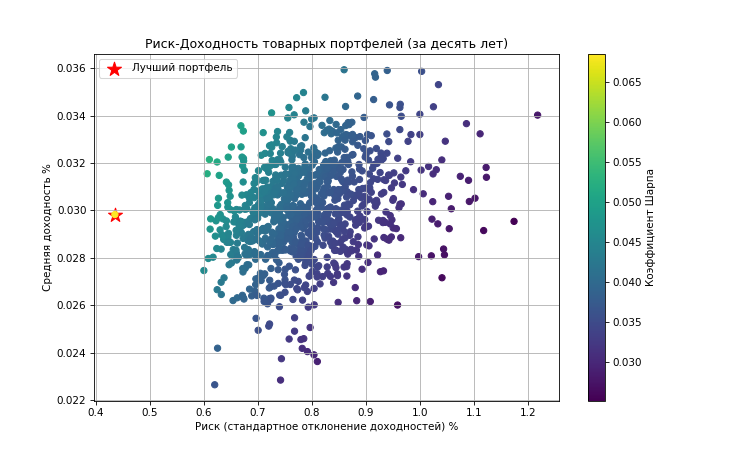 Риск-Доходность товарных портфелей (за десять лет)
Лучший портфель
0.036
0.034
0.032
0.030
0.028
0.026
0.024
0.022
Средняя доходность %
0.4 0.5 0.6 0.7 0.8 0.9 1.0 1.1 1.2
Риск (стандартное отклонение доходностей) %
0.065
0.060
0.055
0.050
0.045
0.040
0.035
0.030
Коэффициент Шарпа